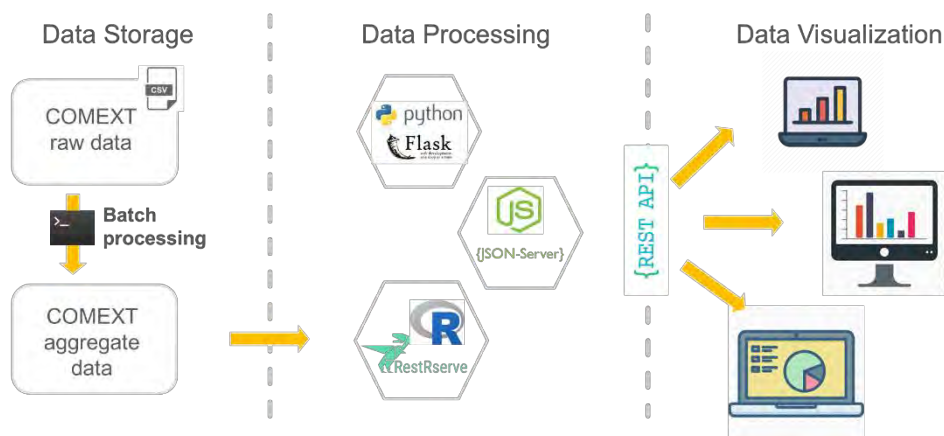 Data Storage
Data Processing
Data Visualization
CSV
COMEXT
raw data
>_
Batch
processing
COMEXT
aggregate
data
python
Flask
JS
{JSON-Server}
R
RestRserve
{REST API}